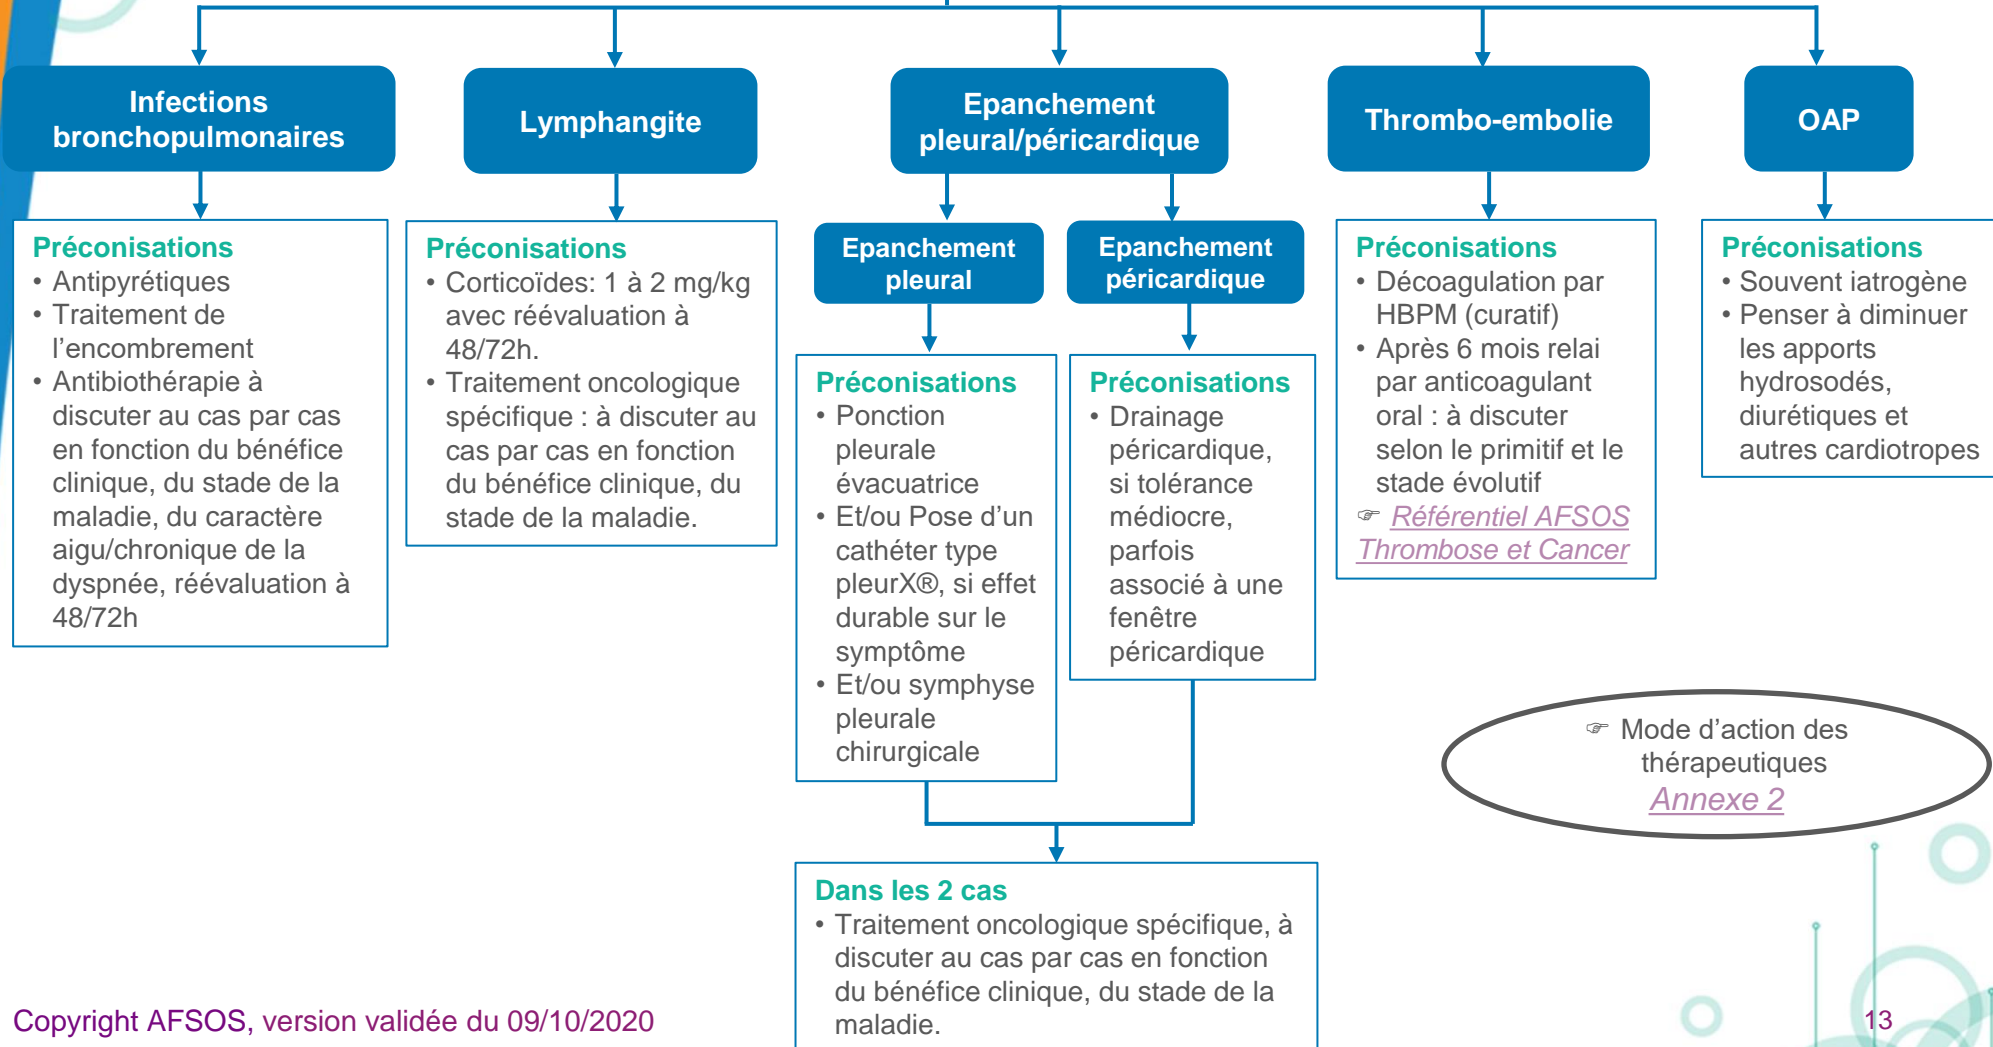 Infections
bronchopulmonaires
Lymphangite
Epanchement
pleural/péricardique
Thrombo-embolie
OAP
Préconisations
• Antipyrétiques
• Traitement de
l’encombrement
• Antibiothérapie à
discuter au cas par cas
en fonction du bénéfice
clinique, du stade de la
maladie, du caractère
aigu/chronique de la
dyspnée, réévaluation à
48/72h
Préconisations
• Corticoïdes: 1 à 2 mg/kg
avec réévaluation à
48/72h.
• Traitement oncologique
spécifique : à discuter au
cas par cas en fonction
du bénéfice clinique, du
stade de la maladie.
Epanchement
pleural
Préconisations
• Ponction
pleurale
évacuatrice
• Et/ou Pose d’un
cathéter type
pleurX®, si effet
durable sur le
symptôme
• Et/ou symphyse
pleurale
chirurgicale
Epanchement
péricardique
Préconisations
• Drainage
péricardique,
si tolérance
médiocre,
parfois
associé à une
fenêtre
péricardique
Dans les 2 cas
• Traitement oncologique spécifique, à
discuter au cas par cas en fonction
du bénéfice clinique, du stade de la
maladie.
Préconisations
• Décoagulation par
HBPM (curatif)
• Après 6 mois relai
par anticoagulant
oral : à discuter
selon le primitif et le
stade évolutif
☞ Référentiel AFSOS
Thrombose et Cancer
Préconisations
• Souvent iatrogène
• Penser à diminuer
les apports
hydrosodés,
diurétiques et
autres cardiotropes
☞ Mode d’action des
thérapeutiques
Annexe 2
Copyright AFSOS, version validée du 09/10/2020
13